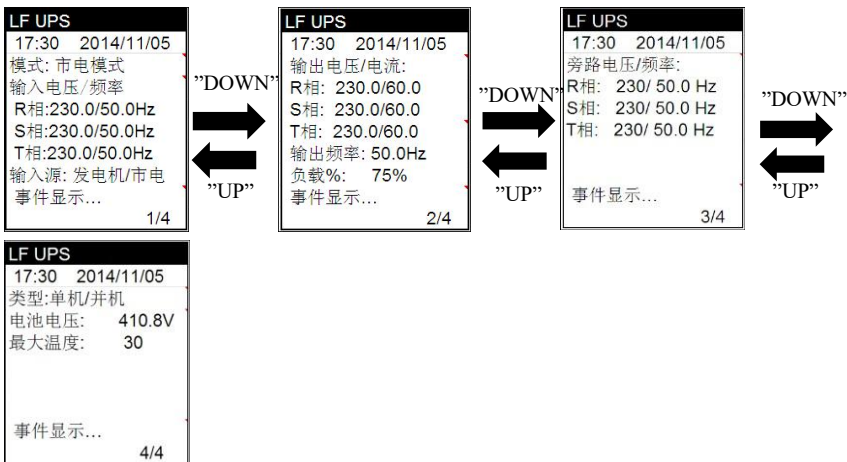 LF UPS
17:30 2014/11/05
模式: 市电模式
输入电压/频率
R相:230.0/50.0Hz
S相:230.0/50.0Hz
T相:230.0/50.0Hz
输入源: 发电机/市电
事件显示...
1/4
”DOWN”
”UP”
LF UPS
17:30 2014/11/05
输出电压/电流:
R相: 230.0/60.0
S相: 230.0/60.0
T相: 230.0/60.0
输出频率: 50.0Hz
负载%: 75%
事件显示...
2/4
”DOWN”
”UP”
LF UPS
17:30 2014/11/05
旁路电压/频率:
R相: 230/ 50.0 Hz
S相: 230/ 50.0 Hz
T相: 230/ 50.0 Hz
事件显示...
3/4
”DOWN”
”UP”
LF UPS
17:30 2014/11/05
类型:单机/并机
电池电压: 410.8V
最大温度: 30
事件显示...
4/4